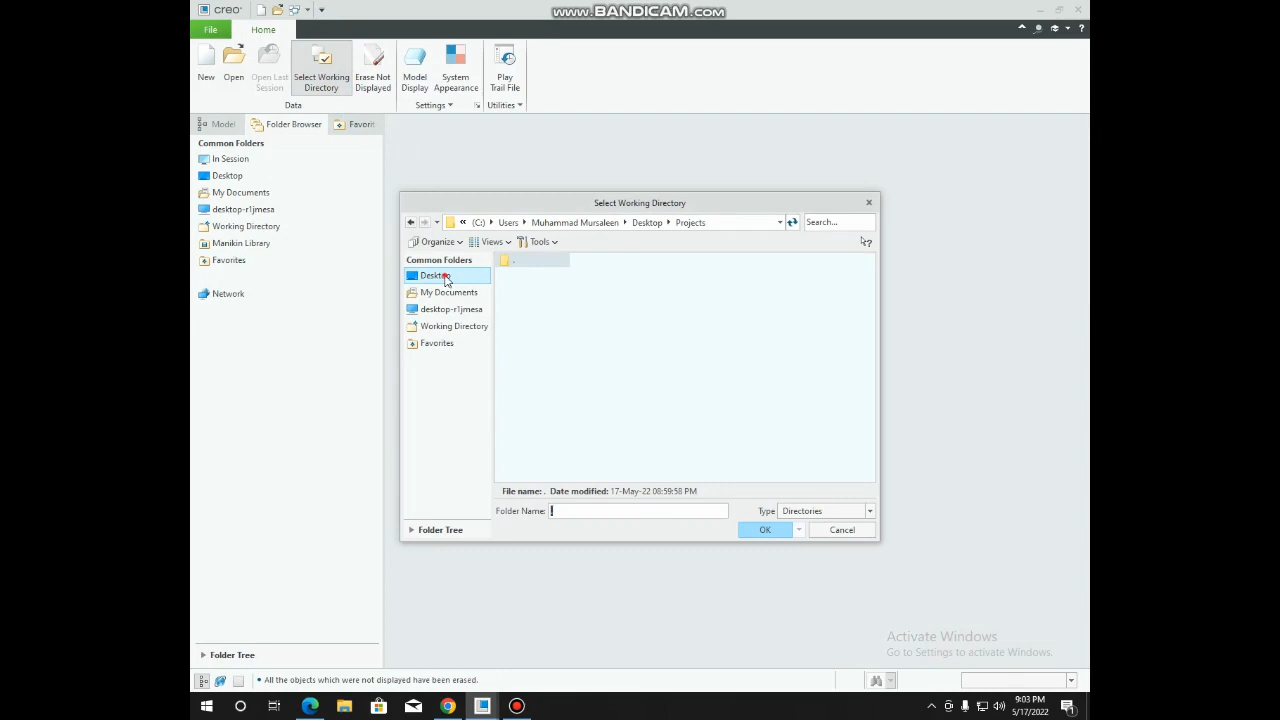 creo
www.BANDICAM.com
File
Home
New
Open
Open Last Session
Select Working Directory
Erase Not Displayed
Model Display
System Appearance
Play Trail File
Data
Settings
Utilities
Model
Folder Browser
Favorit
Common Folders
In Session
Desktop
My Documents
desktop-r1jmesa
Working Directory
Manikin Library
Favorites
Network
Select Working Directory
« (C:) Users Muhammad Mursaleen Desktop Projects
Search...
Organize
Views
Tools
Common Folders
Desktop
My Documents
desktop-r1jmesa
Working Directory
Favorites
.
File name: . Date modified: 17-May-22 08:59:58 PM
Folder Name:
Type Directories
Folder Tree
OK
Cancel
Activate Windows
Go to Settings to activate Windows.
Folder Tree
• All the objects which were not displayed have been erased.
9:03 PM
5/17/2022